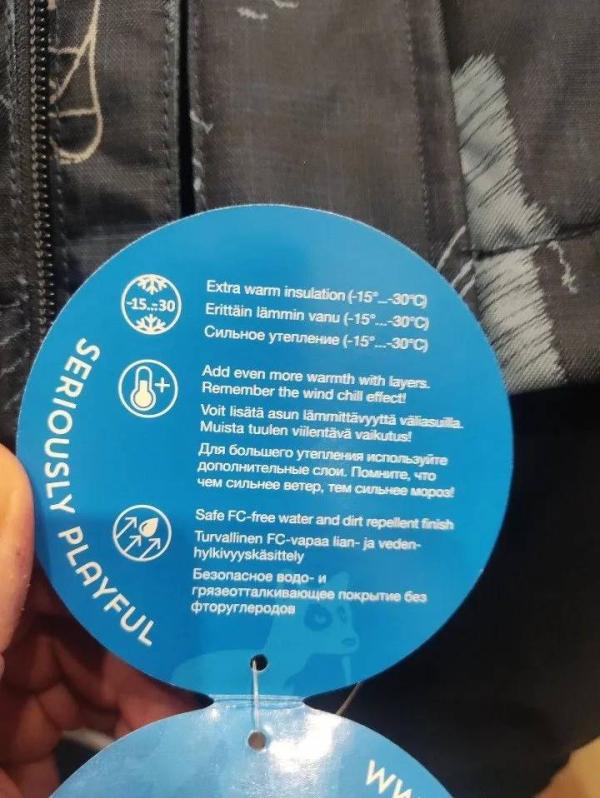 -15...-30
Extra warm insulation (-15°...-30°C)
Erittäin lämmin vanu (-15°...-30°C)
Сильное утепление (-15°...-30°C)
Add even more warmth with layers.
Remember the wind chill effect!
Voit lisätä asun lämmittävyyttä väliasuilla.
Muista tuulen viilentävä vaikutus!
Для большего утепления используйте
дополнительные слои. Помните, что
чем сильнее ветер, тем сильнее мороз!
Safe FC-free water and dirt repellent finish
Turvallinen FC-vapaa lian- ja veden-
hylkivyyskäsittely
Безопасное водо- и
грязеотталкивающее покрытие без
фторуглеродов
SERIOUSLY PLAYFUL